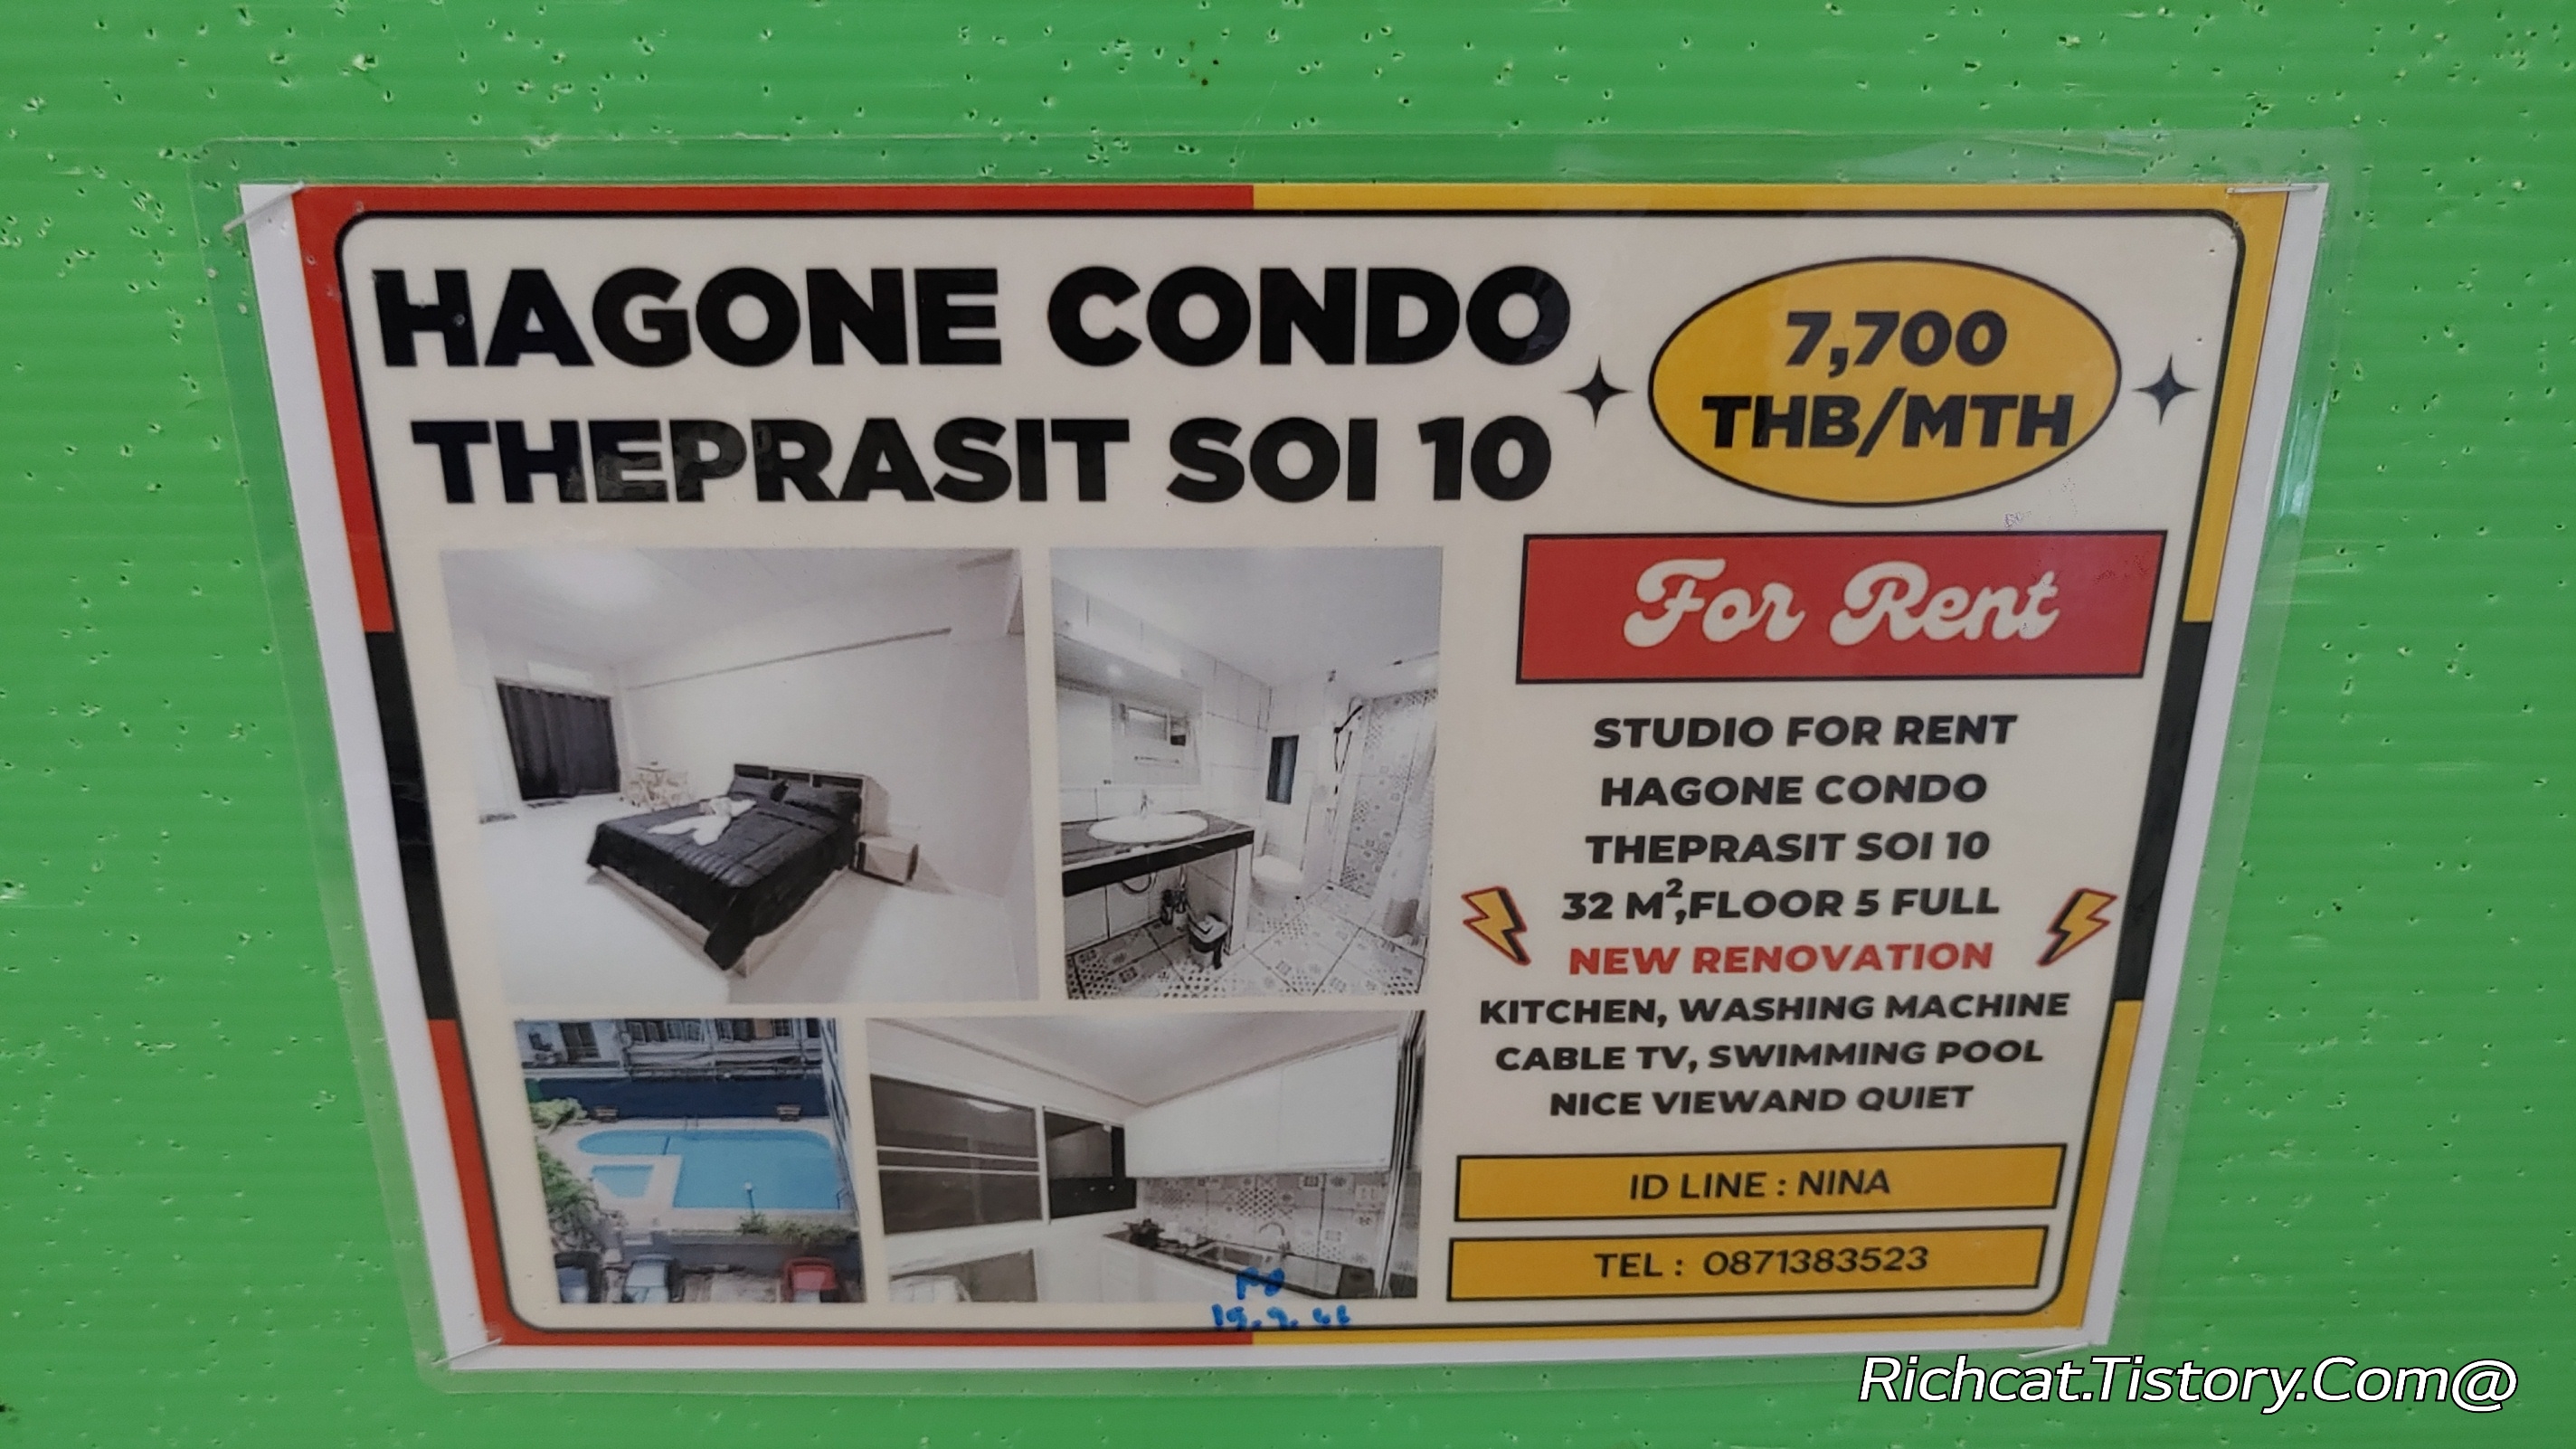 HAGONE CONDO
THEPRASIT SOI 10
7,700
THB/MTH
For Rent
STUDIO FOR RENT
HAGONE CONDO
THEPRASIT SOI 10
32 M²,FLOOR 5 FULL
NEW RENOVATION
KITCHEN, WASHING MACHINE
CABLE TV, SWIMMING POOL
NICE VIEWAND QUIET
ID LINE : NINA
TEL : 0871383523
Richcat.Tistory.Com@